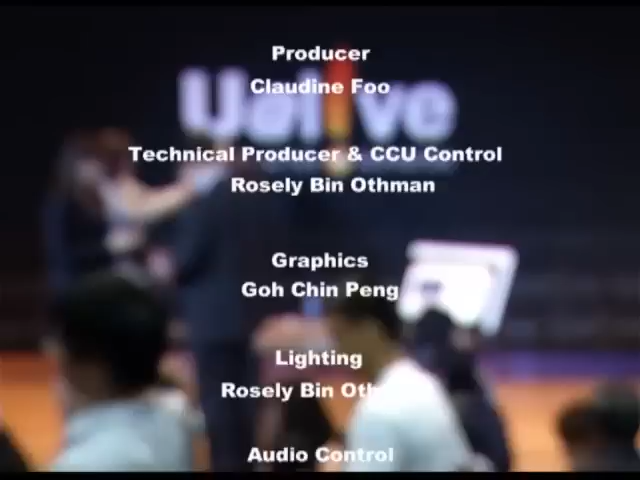 Producer
Claudine Foo
Uelive
Technical Producer & CCU Control
Rosely Bin Othman
Graphics
Goh Chin Peng
Lighting
Rosely Bin
Audio Control